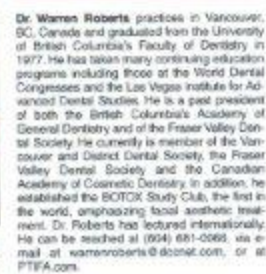 Dr. Warren Roberts practices in Vancouver,
BC, Canada and graduated from the University
of British Columbia's Faculty of Dentistry in
1977. He has taken many continuing education
programs including those at the World Dental
Congresses and the Las Vegas Institute for Ad-
vanced Dental Studies. He is a past president
of both the British Columbia's Academy of
General Dentistry and of the Fraser Valley Den-
tal Society. He currently is member of the Van-
couver and District Dental Society, the Fraser
Valley Dental Society and the Canadian
Academy of Cosmetic Dentistry. In addition, he
established the BOTOX Study Club, the first in
the world, emphasizing facial aesthetic treat-
ment. Dr. Roberts has lectured internationally.
He can be reached at (604) via e-
mail at or at
PTIFA.com.